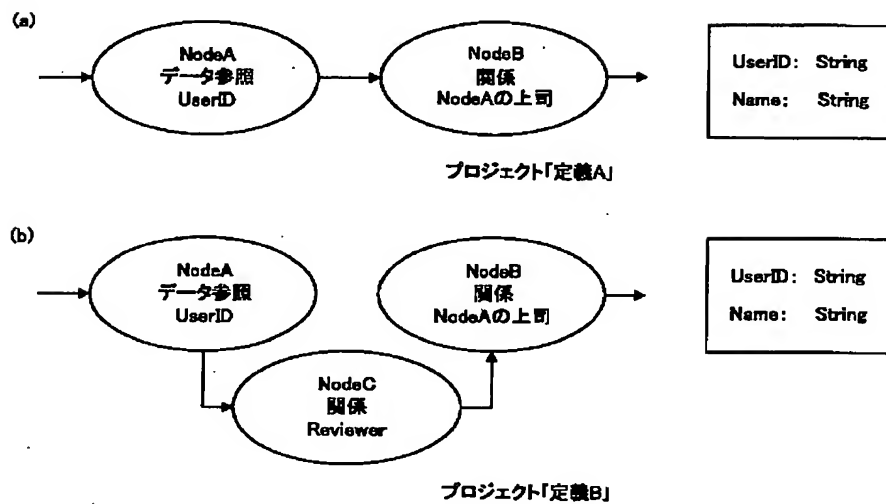 (a)
NodeA
データ参照
UserID
NodeB
関係
NodeAの上司
UserID: String
Name: String
プロジェクト「定義A」
(b)
NodeA
データ参照
UserID
NodeB
関係
NodeAの上司
UserID: String
Name: String
NodeC
関係
Reviewer
プロジェクト「定義B」